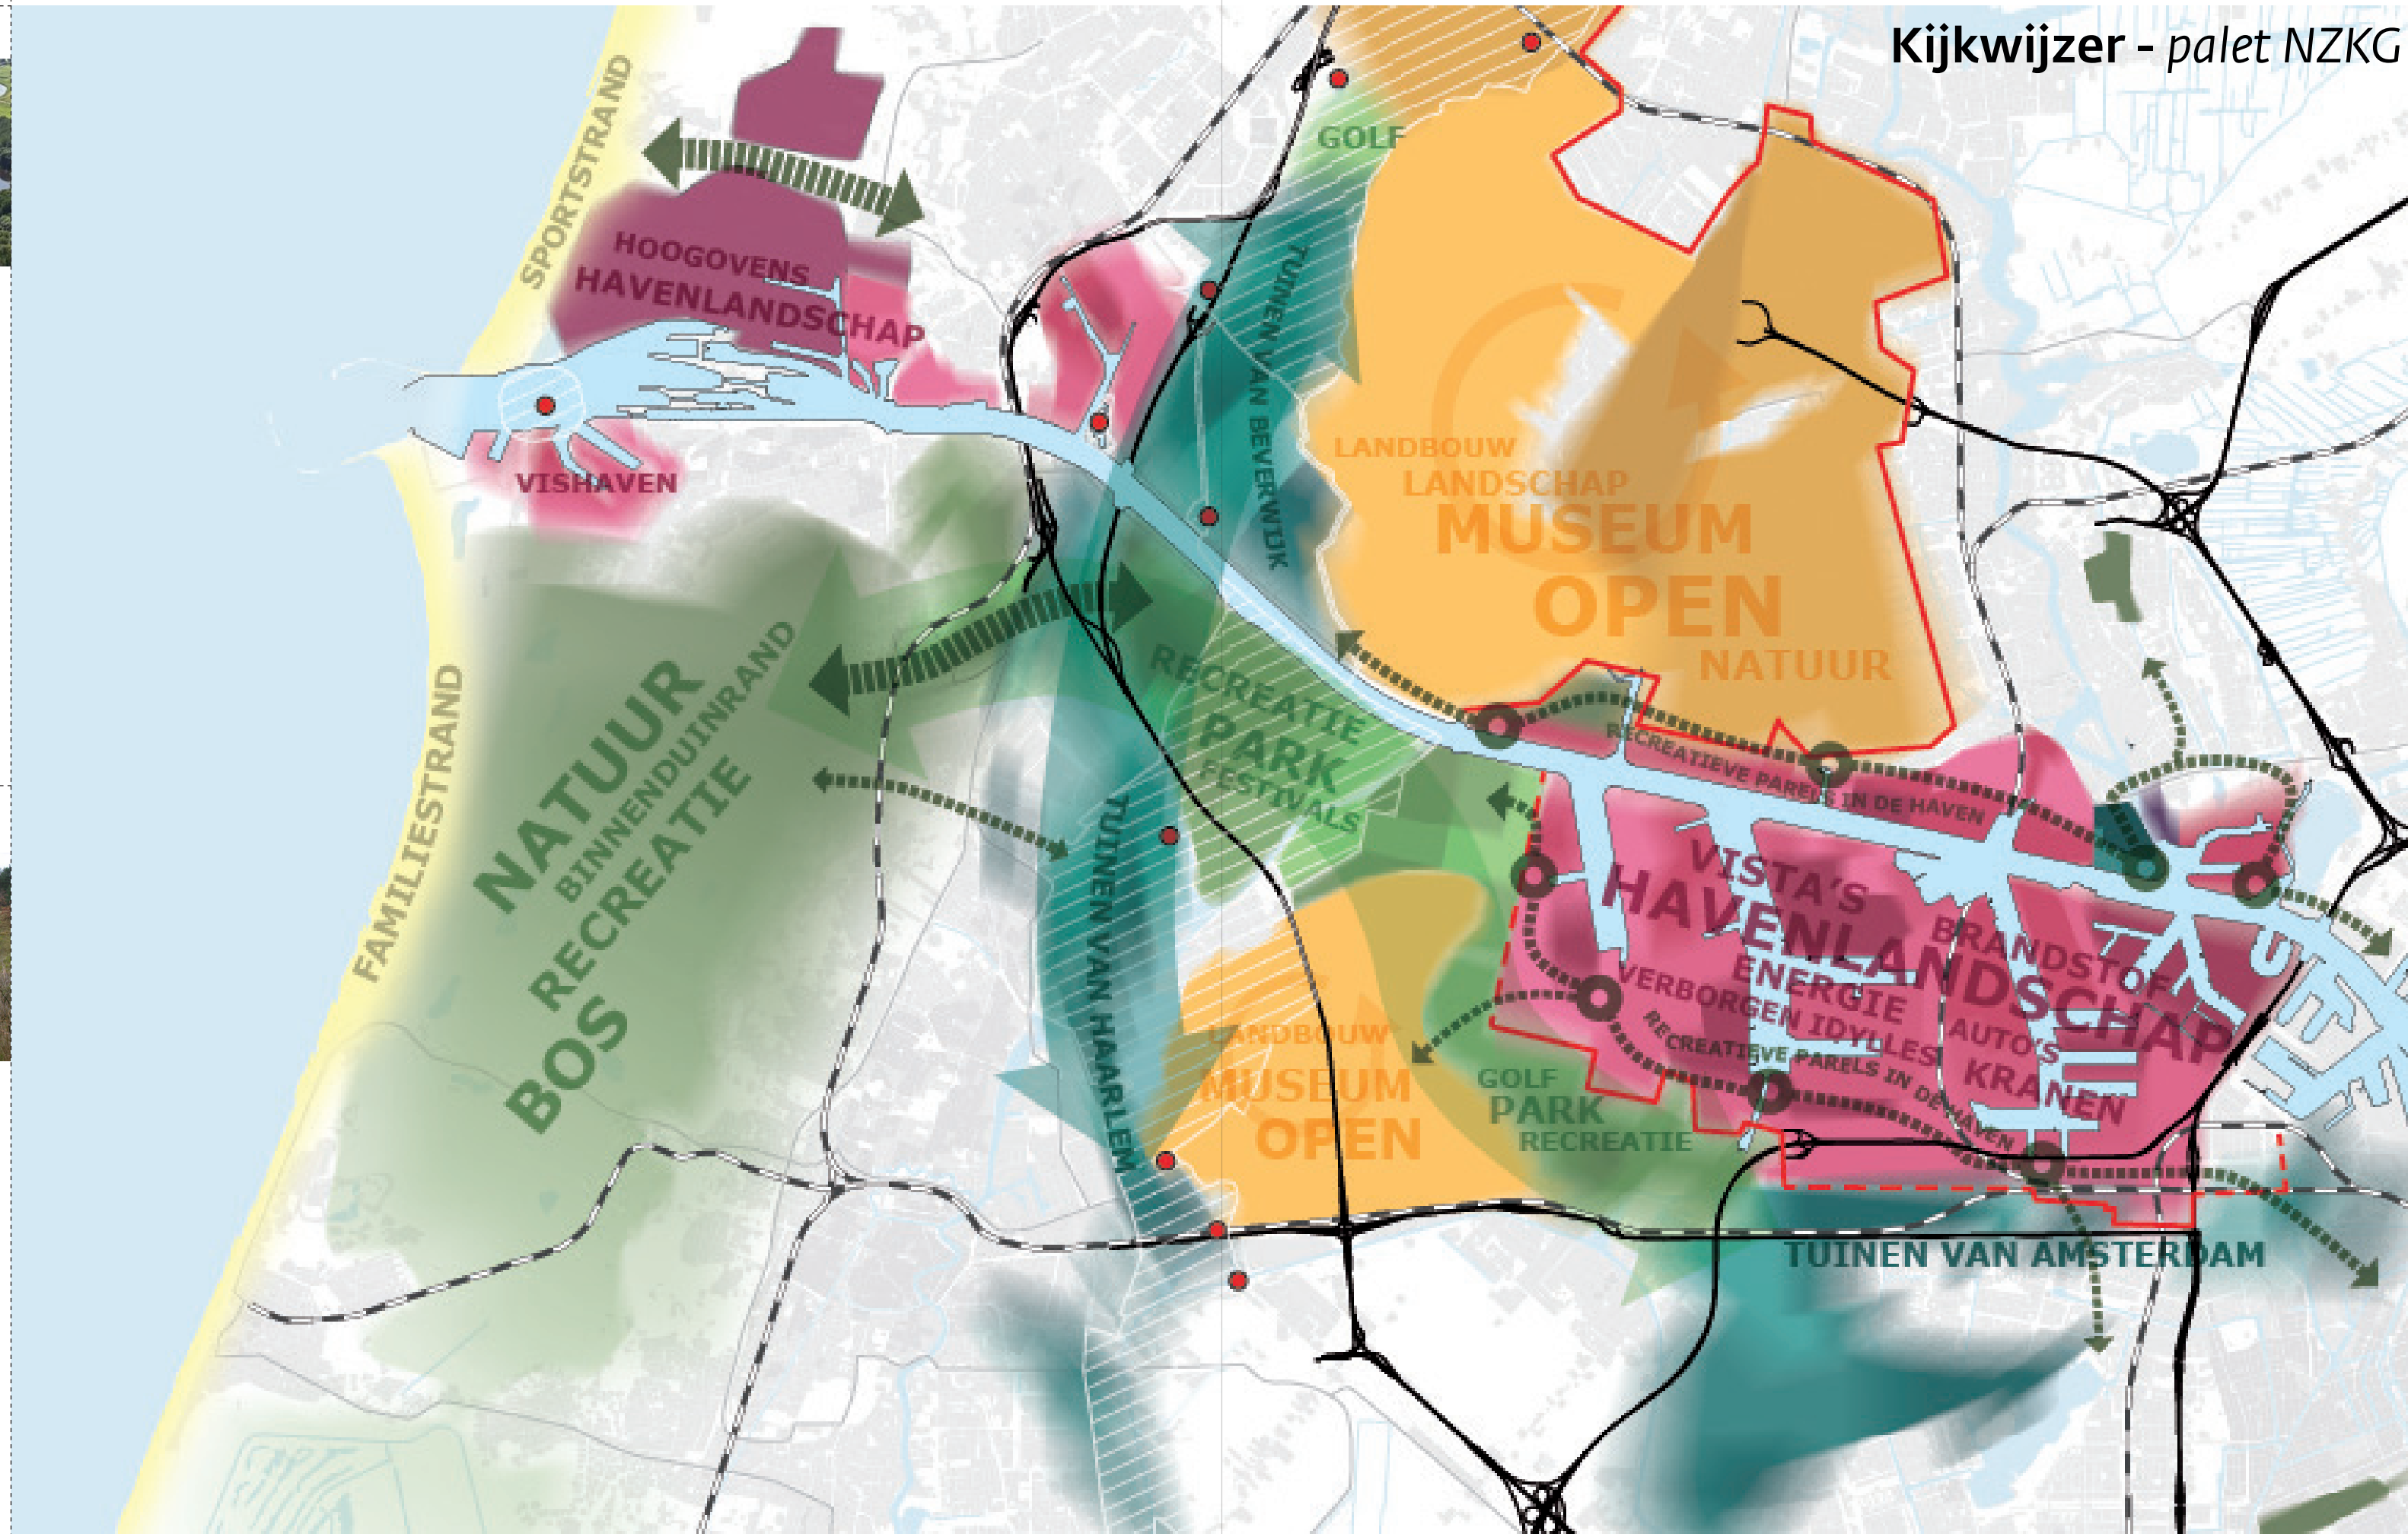 Kijkwijzer - palet NZKG
SPORTSTRAND
GOLF
HOOGOVENS
HAVENLANDSCHAP
TUINEN VAN BEVERWIJK
VISHAVEN
LANDBOUW
LANDSCHAP
MUSEUM
OPEN
NATUUR
FAMILIESTRAND
NATUUR
BINNENDUINRAND
RECREATIE
BOS
RECREATIE
PARK
FESTIVALS
TUINEN VAN HAARLEM
RECREATIEVE PARELS IN DE HAVEN
VISTA'S
HAVENLANDSCHAP
BRANDSTOF
ENERGIE
VERBORGEN IDYLLES
AUTO'S
KRANEN
RECREATIEVE PARELS IN DE HAVEN
LANDBOUW
MUSEUM
OPEN
GOLF
PARK
RECREATIE
TUINEN VAN AMSTERDAM